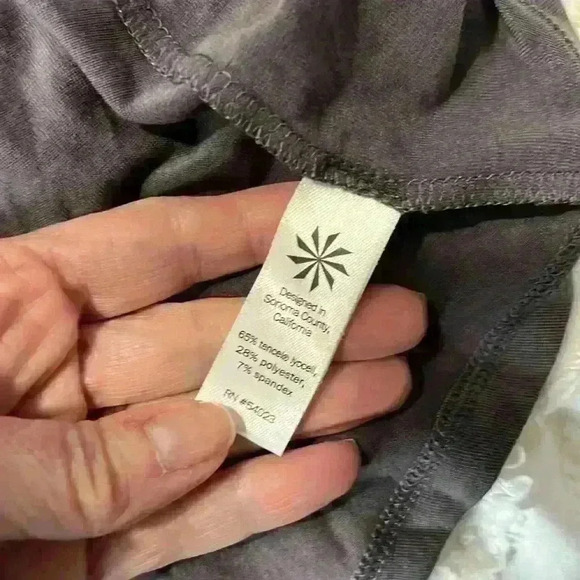 Designed in
Sonoma County,
California
65% tencel® lyocell,
28% polyester,
7% spandex
RN #54023